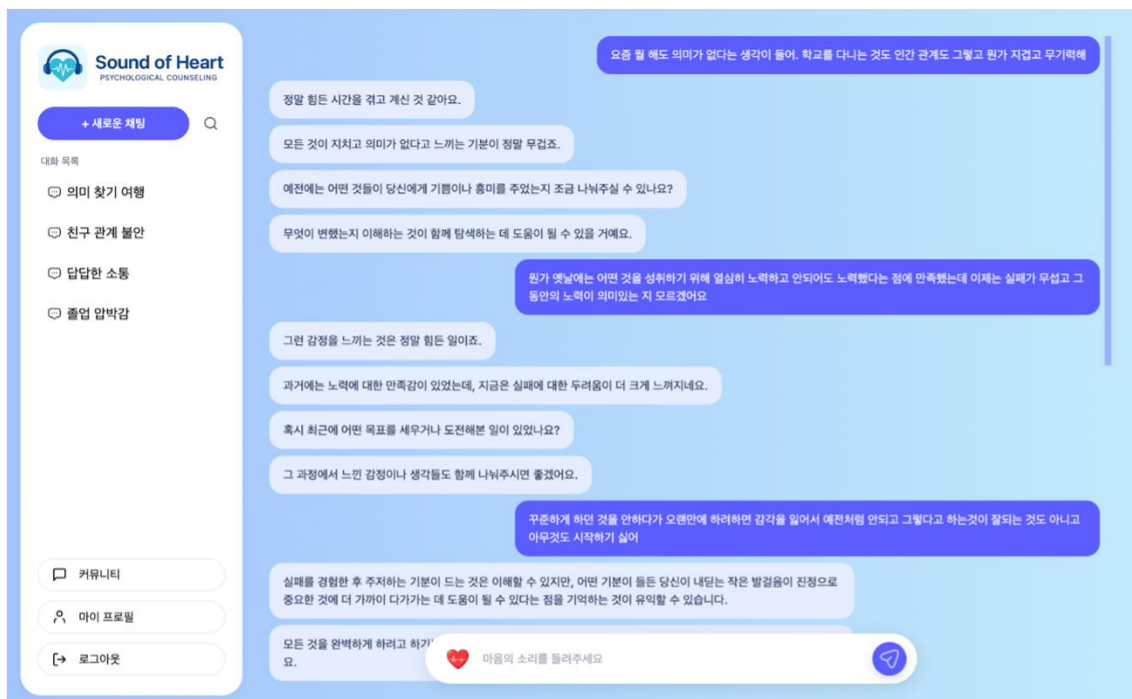 Sound of Heart
PSYCHOLOGICAL COUNSELING
+ 새로운 채팅
대화 목록
의미 찾기 여행
친구 관계 불안
답답한 소통
졸업 압박감
커뮤니티
마이 프로필
로그아웃
요즘 뭘 해도 의미가 없다는 생각이 들어. 학교를 다니는 것도 인간 관계도 그렇고 뭔가 지겹고 무기력해
정말 힘든 시간을 겪고 계신 것 같아요.
모든 것이 지치고 의미가 없다고 느끼는 기분이 정말 무겁죠.
예전에는 어떤 것들이 당신에게 기쁨이나 흥미를 주었는지 조금 나눠주실 수 있나요?
무엇이 변했는지 이해하는 것이 함께 탐색하는 데 도움이 될 수 있을 거예요.
뭔가 옛날에는 어떤 것을 성취하기 위해 열심히 노력하고 안되어도 노력했다는 점에 만족했는데 이제는 실패가 무섭고 그
동안의 노력이 의미있는 지 모르겠어요
그런 감정을 느끼는 것은 정말 힘든 일이죠.
과거에는 노력에 대한 만족감이 있었는데, 지금은 실패에 대한 두려움이 더 크게 느껴지네요.
혹시 최근에 어떤 목표를 세우거나 도전해본 일이 있었나요?
그 과정에서 느낀 감정이나 생각들도 함께 나눠주시면 좋겠어요.
꾸준하게 하던 것을 안하다가 오랜만에 하려하면 감각을 잃어서 예전처럼 안되고 그렇다고 하는것이 잘되는 것도 아니고
아무것도 시작하기 싫어
실패를 경험한 후 주저하는 기분이 드는 것은 이해할 수 있지만, 어떤 기분이 들든 당신이 내딛는 작은 발걸음이 진정으로
중요한 것에 더 가까이 다가가는 데 도움이 될 수 있다는 점을 기억하는 것이 유익할 수 있습니다.
모든 것을 완벽하게 하려고 하기
요.
마음의 소리를 들려주세요